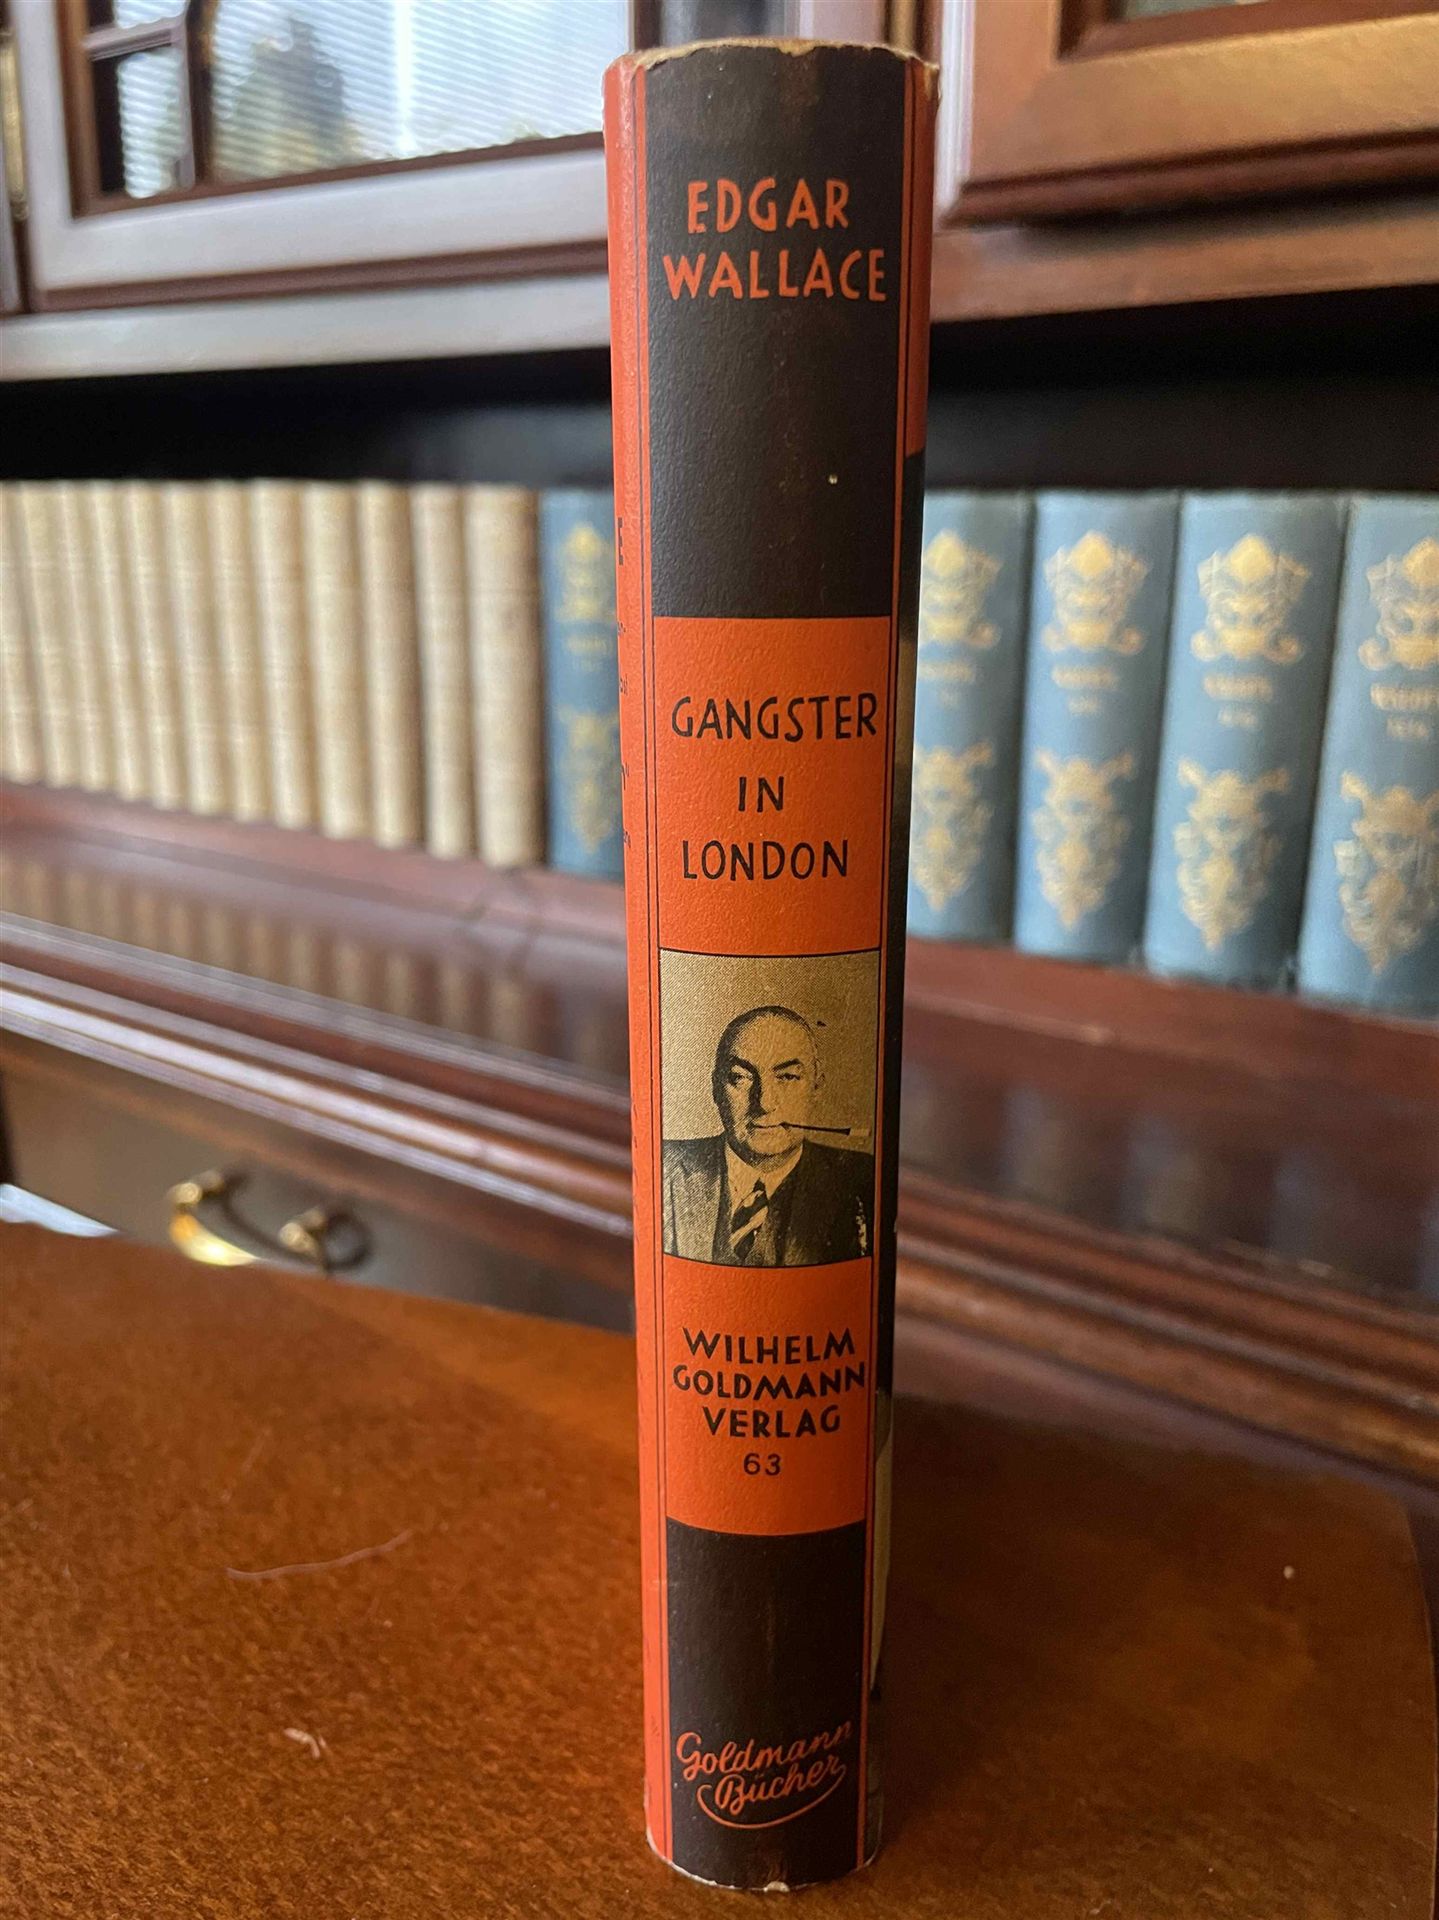 EDGAR
WALLACE
GANGSTER
IN
LONDON
WILHELM
GOLDMANN
VERLAG
63
Goldmann
Bücher